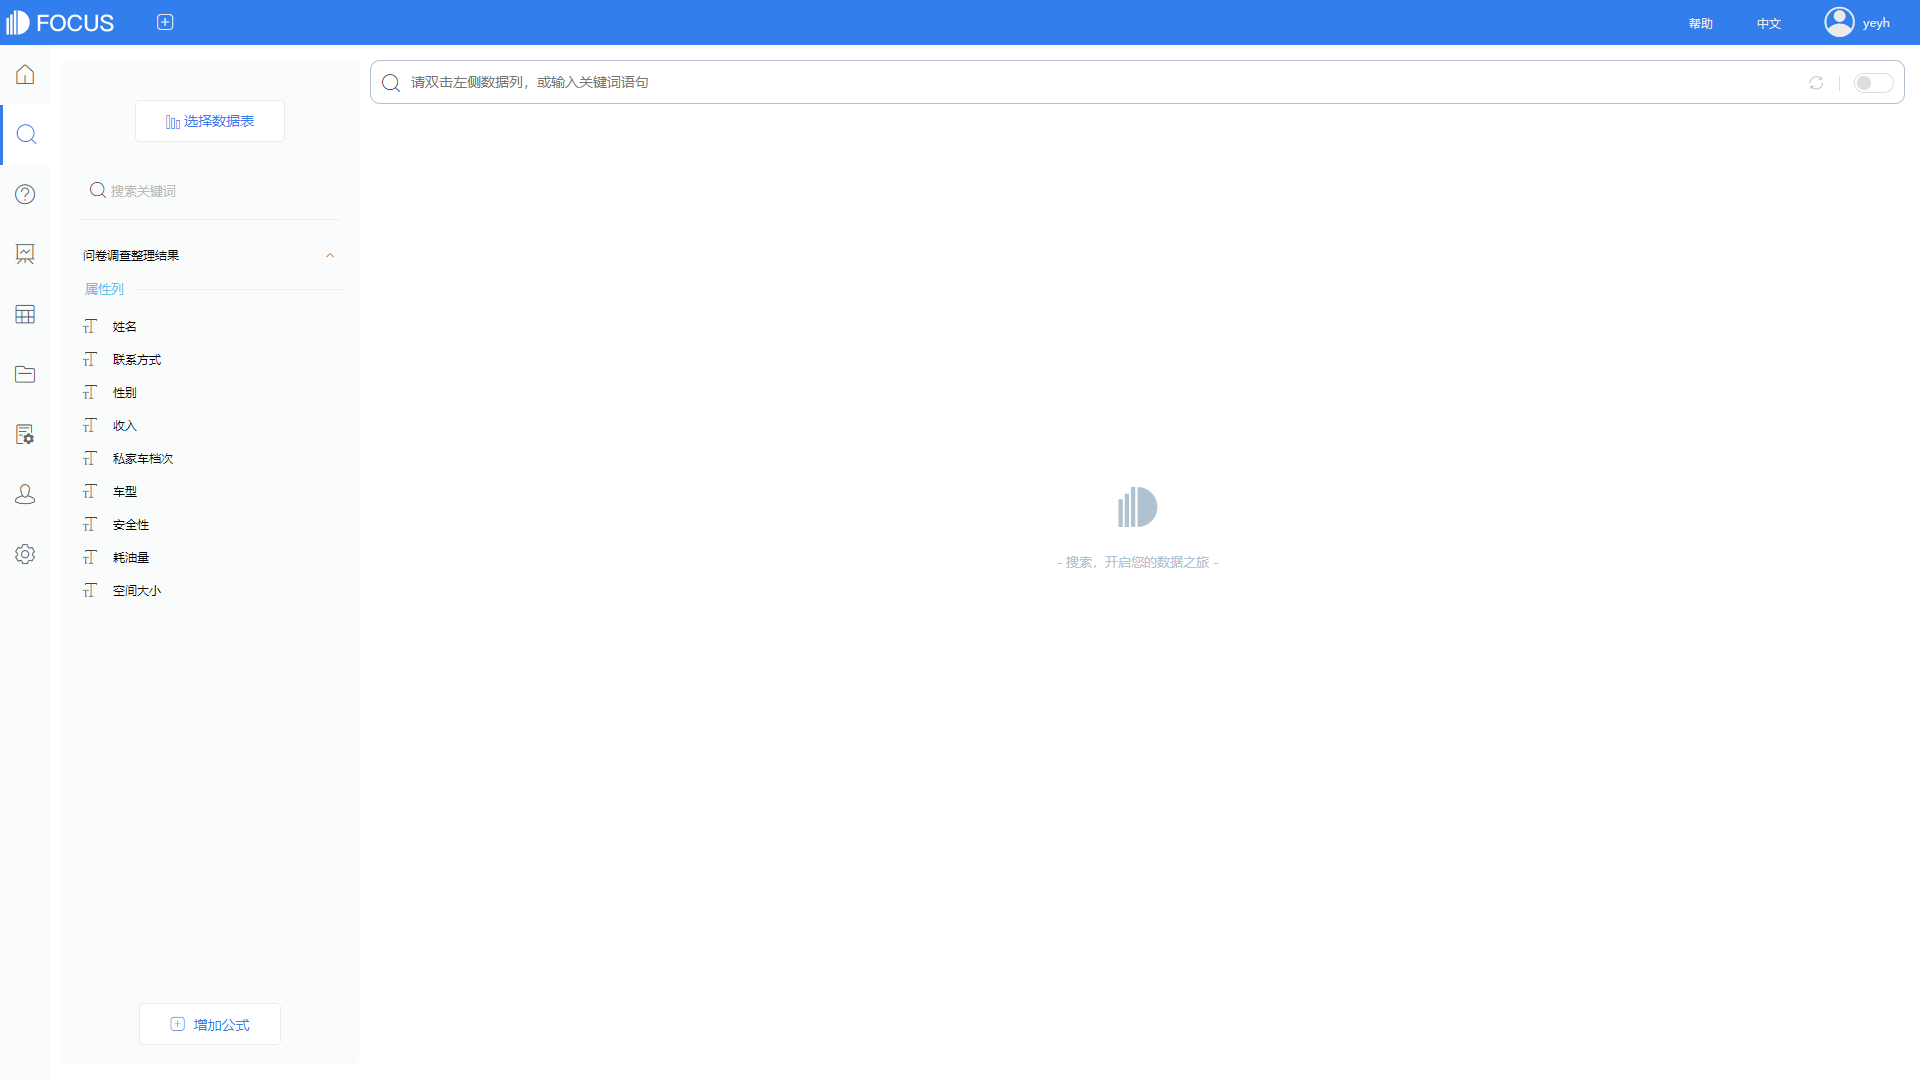 FOCUS
帮助
中文
yeyh
选择数据表
搜索关键词
问卷调查整理结果
属性列
姓名
联系方式
性别
收入
私家车档次
车型
安全性
耗油量
空间大小
增加公式
请双击左侧数据列，或输入关键词语句
- 搜索，开启您的数据之旅 -